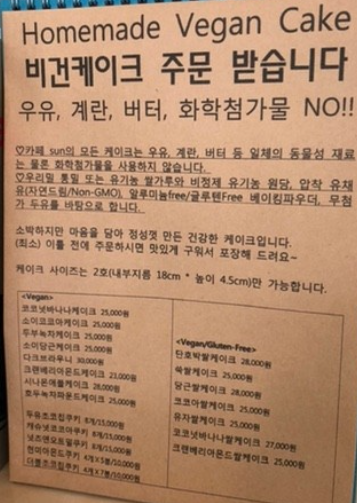 Homemade Vegan Cake
비건케이크 주문 받습니다
우유, 계란, 버터, 화학첨가물 NO!!
♡카페 sun의 모든 케이크는 우유, 계란, 버터 등 일체의 동물성 재료
는 물론 화학첨가물을 사용하지 않습니다.
♡우리밀 통밀 또는 유기농 쌀가루와 비정제 유기농 원당, 압착 유채
유(자연드림/Non-GMO), 알루미늄free/글루텐Free 베이킹파우더, 무첨
가 두유를 바탕으로 합니다.
소박하지만 마음을 담아 정성껏 만든 건강한 케이크입니다.
(최소) 이틀 전에 주문하시면 맛있게 구워서 포장해 드려요~
케이크 사이즈는 2호(내부지름 18cm * 높이 4.5cm)만 가능합니다.
<Vegan>
코코넛바나나케이크 25,000원
소이코코아케이크 25,000원
두부녹차케이크 25,000원
소이당근케이크 25,000원
다크브라우니 30,000원
크랜베리아몬드케이크 23,000원
시나몬애플케이크 28,000원
호두녹차파운드케이크 25,000원
두유초코칩쿠키 8개/15,000원
캐슈넛코코아쿠키 8개/15,000원
넛츠앤오트밀쿠키 8개/15,000원
현미아몬드쿠키 4개X5봉/10,000원
더블초코칩쿠키 4개X7봉/10,000원
<Vegan/Gluten-Free>
단호박쌀케이크 28,000원
쑥쌀케이크 25,000원
당근쌀케이크 28,000원
코코아쌀케이크 25,000원
유자쌀케이크 25,000원
코코넛바나나쌀케이크 27,000원
크랜베리아몬드쌀케이크 25,000원